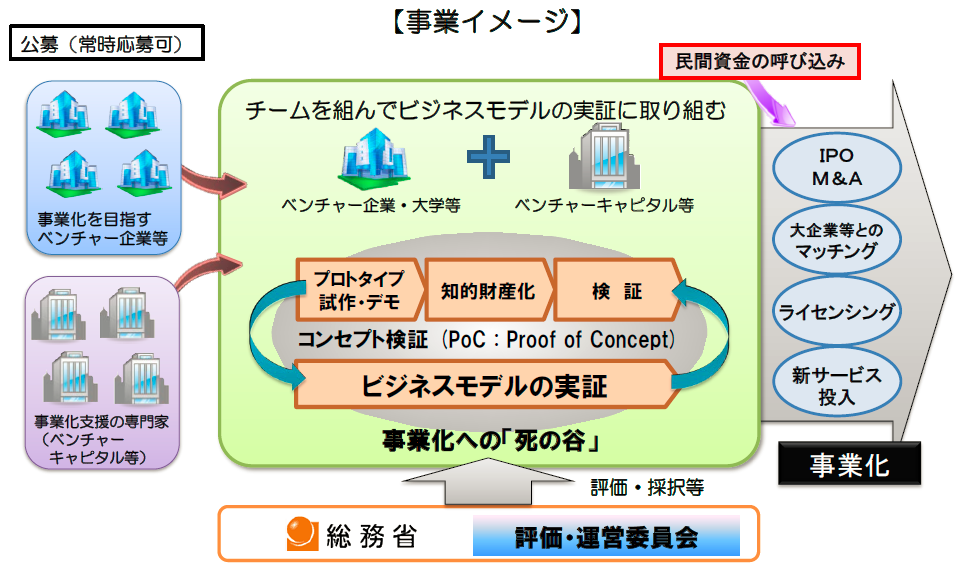 【事業イメージ】
公募（常時応募可）
民間資金の呼び込み
事業化を目指す
ベンチャー企業等
事業化支援の専門家
（ベンチャー
キャピタル等）
チームを組んでビジネスモデルの実証に取り組む
ベンチャー企業・大学等
ベンチャーキャピタル等
プロトタイプ
試作・デモ
知的財産化
検　証
コンセプト検証（PoC：Proof of Concept）
ビジネスモデルの実証
事業化への「死の谷」
IPO
M＆A
大企業等との
マッチング
ライセンシング
新サービス
投入
事業化
評価・採択等
総務省
評価・運営委員会